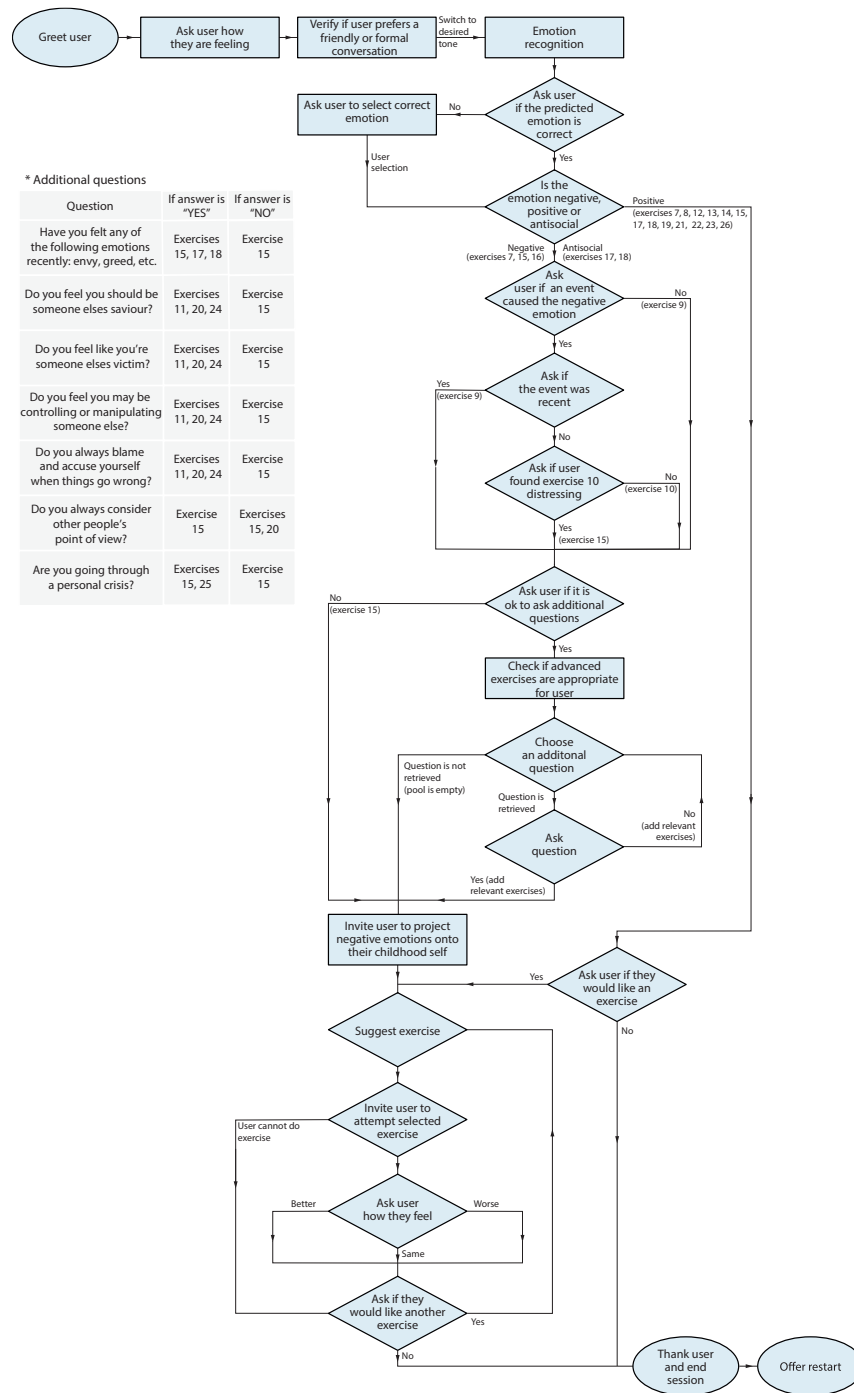 Greet user
Ask user how
they are feeling
Verify if user prefers a
friendly or formal
conversation
Switch to
desired
tone
Emotion
recognition
Ask user
if the predicted
emotion is
correct
No
Ask user to select correct
emotion
User
selection
Yes
Is the
emotion negative,
positive or
antisocial
Positive
(exercises 7, 8, 12, 13, 14, 15,
17, 18, 19, 21, 22, 23, 26)
Negative
(exercises 7, 15, 16)
Antisocial
(exercises 17, 18)
Ask
user if an event
caused the negative
emotion
No
(exercise 9)
Yes
Ask if
the event was
recent
Yes
(exercise 9)
No
Ask if user
found exercise 10
distressing
No
(exercise 10)
Yes
(exercise 15)
Ask user if it is
ok to ask additional
questions
No
(exercise 15)
Yes
Check if advanced
exercises are appropriate
for user
Choose
an additonal
question
Question is not
retrieved
(pool is empty)
Question is
retrieved
No
(add relevant
exercises)
Ask
question
Yes (add
relevant exercises)
Invite user to project
negative emotions onto
their childhood self
Ask user if they
would like an
exercise
Yes
No
Suggest exercise
Invite user to
attempt selected
exercise
User cannot do
exercise
Ask user
how they feel
Better
Worse
Same
Ask if they
would like another
exercise
Yes
No
Thank user
and end
session
Offer restart
* Additional questions
Question
If answer is
“YES”
If answer is
“NO”
Have you felt any of
the following emotions
recently: envy, greed, etc.
Exercises
15, 17, 18
Exercise
15
Do you feel you should be
someone elses saviour?
Exercises
11, 20, 24
Exercise
15
Do you feel like you’re
someone elses victim?
Exercises
11, 20, 24
Exercise
15
Do you feel you may be
controlling or manipulating
someone else?
Exercises
11, 20, 24
Exercise
15
Do you always blame
and accuse yourself
when things go wrong?
Exercises
11, 20, 24
Exercise
15
Do you always consider
other people’s
point of view?
Exercise
15
Exercises
15, 20
Are you going through
a personal crisis?
Exercises
15, 25
Exercise
15